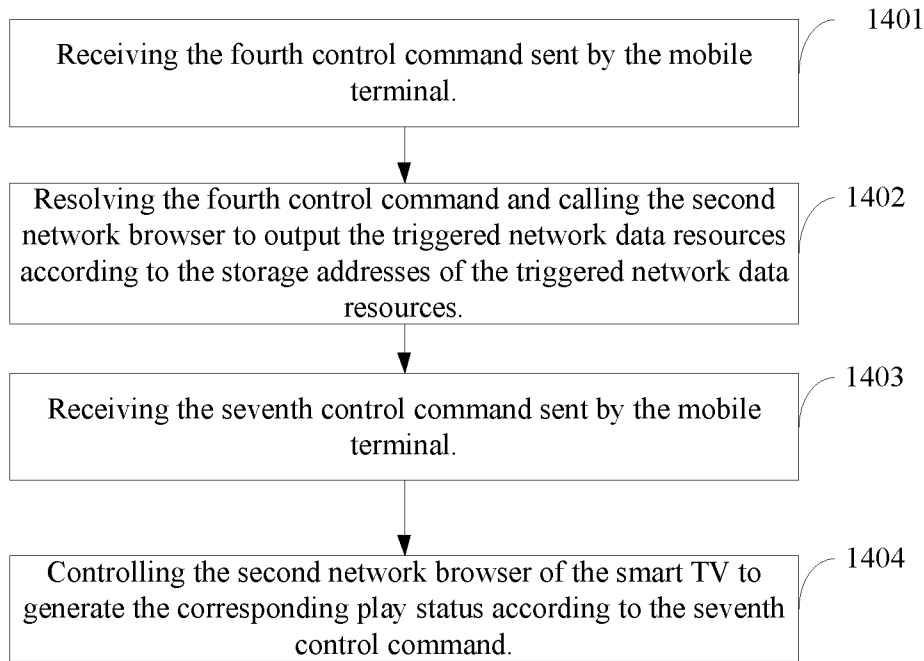 1401
Receiving the fourth control command sent by the mobile
terminal.
1402
Resolving the fourth control command and calling the second
network browser to output the triggered network data resources
according to the storage addresses of the triggered network data
resources.
1403
Receiving the seventh control command sent by the mobile
terminal.
1404
Controlling the second network browser of the smart TV to
generate the corresponding play status according to the seventh
control command.